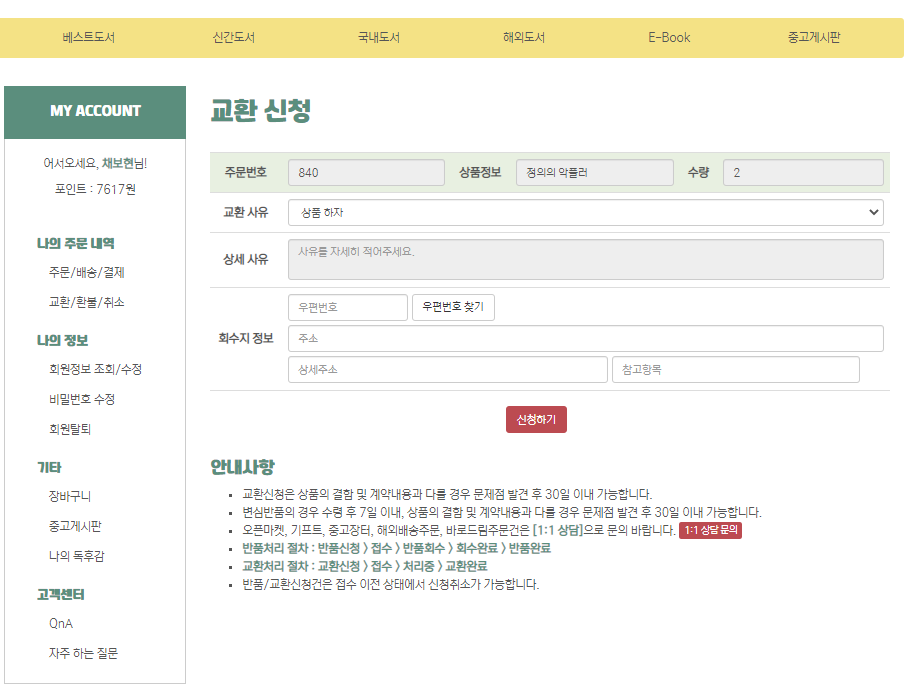 베스트도서 신간도서 국내도서 해외도서 E-Book 중고게시판
MY ACCOUNT
어서오세요, 채보현님!
포인트 : 7617원
나의 주문 내역
주문/배송/결제
교환/환불/취소
나의 정보
회원정보 조회/수정
비밀번호 수정
회원탈퇴
기타
장바구니
중고게시판
나의 독후감
고객센터
QnA
자주 하는 질문
교환 신청
주문번호 840 상품정보 정의의 악플러 수량 2
교환 사유 상품 하자
상세 사유 사유를 자세히 적어주세요.
회수지 정보
우편번호 우편번호 찾기
주소
상세주소 참고항목
신청하기
안내사항
교환신청은 상품의 결함 및 계약내용과 다를 경우 문제점 발견 후 30일 이내 가능합니다.
변심반품의 경우 수령 후 7일 이내, 상품의 결함 및 계약내용과 다를 경우 문제점 발견 후 30일 이내 가능합니다.
오픈마켓, 기프트, 중고장터, 해외배송주문, 바로드림주문건은 [1:1 상담]으로 문의 바랍니다. 1:1 상담 문의
반품처리 절차 : 반품신청 > 접수 > 반품회수 > 회수완료 > 반품완료
교환처리 절차 : 교환신청 > 접수 > 처리중 > 교환완료
반품/교환신청건은 접수 이전 상태에서 신청취소가 가능합니다.